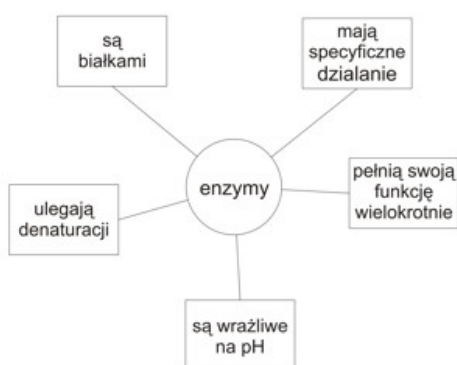 są
białkami
mają
specyficzne
dzialanie
enzymy
pełnią swoją
funkcję
wielokrotnie
ulegają
denaturacji
są wrażliwe
na pH